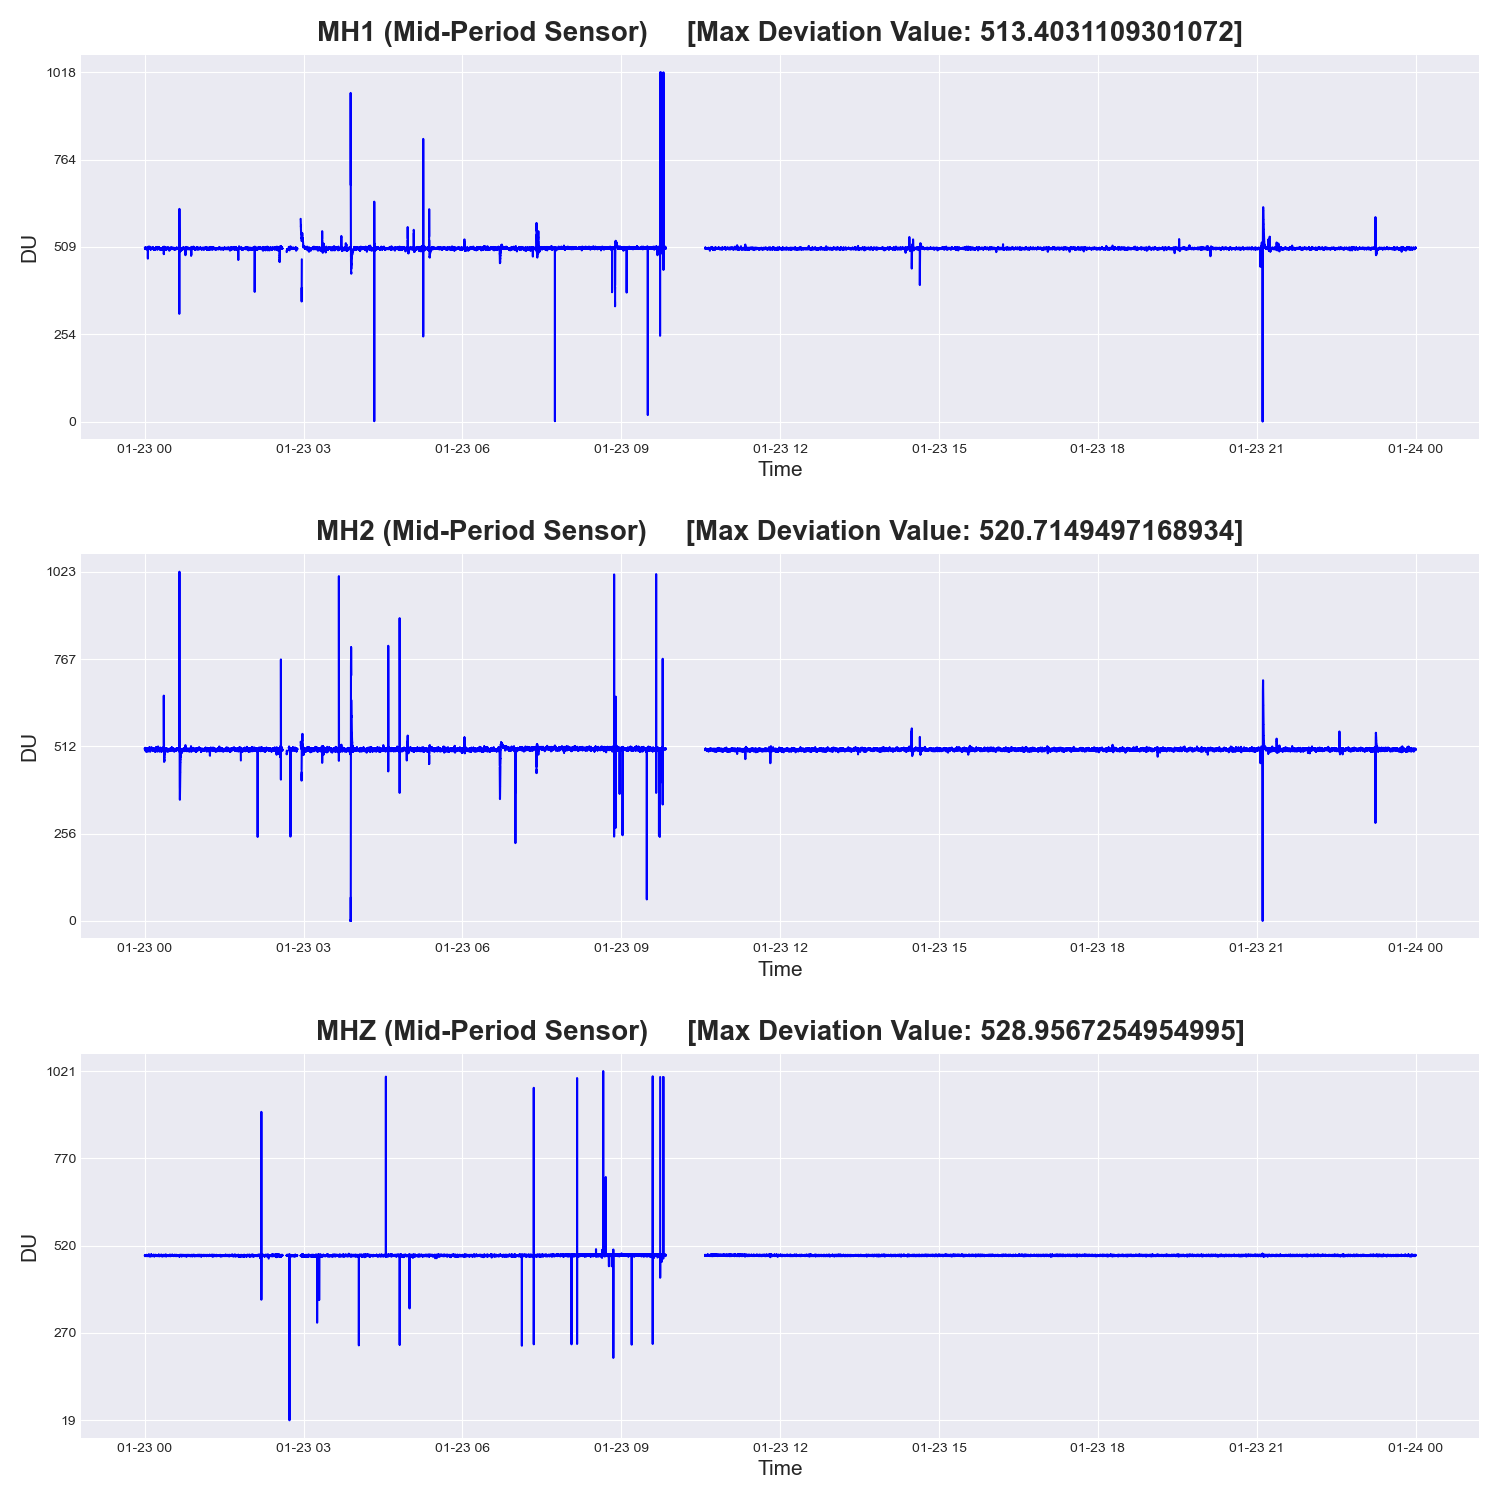 MH1 (Mid-Period Sensor) [Max Deviation Value: 513.4031109301072]
1018
764
509
254
0
DU
01-23 00 01-23 03 01-23 06 01-23 09 01-23 12 01-23 15 01-23 18 01-23 21 01-24 00
Time
MH2 (Mid-Period Sensor) [Max Deviation Value: 520.7149497168934]
1023
767
512
256
0
DU
01-23 00 01-23 03 01-23 06 01-23 09 01-23 12 01-23 15 01-23 18 01-23 21 01-24 00
Time
MHZ (Mid-Period Sensor) [Max Deviation Value: 528.9567254954995]
1021
770
520
270
19
DU
01-23 00 01-23 03 01-23 06 01-23 09 01-23 12 01-23 15 01-23 18 01-23 21 01-24 00
Time